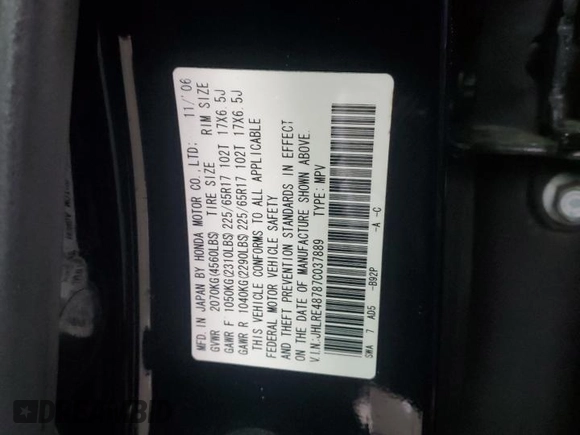 MFD. IN JAPAN BY HONDA MOTOR CO., LTD: 11/'06
GVWR 2070KG(4560LBS) TIRE SIZE RIM SIZE
GAWR F 1050KG(2310LBS) 225/65R17 102T 17X6.5J
GAWR R 1040KG(2290LBS) 225/65R17 102T 17X6.5J
THIS VEHICLE CONFORMS TO ALL APPLICABLE
FEDERAL MOTOR VEHICLE SAFETY
AND THEFT PREVENTION STANDARDS IN EFFECT
ON THE DATE OF MANUFACTURE SHOWN ABOVE.
V.I.N:JHLRE48787C037889 TYPE: MPV
SWA 7 AD5 -B92P -A -C